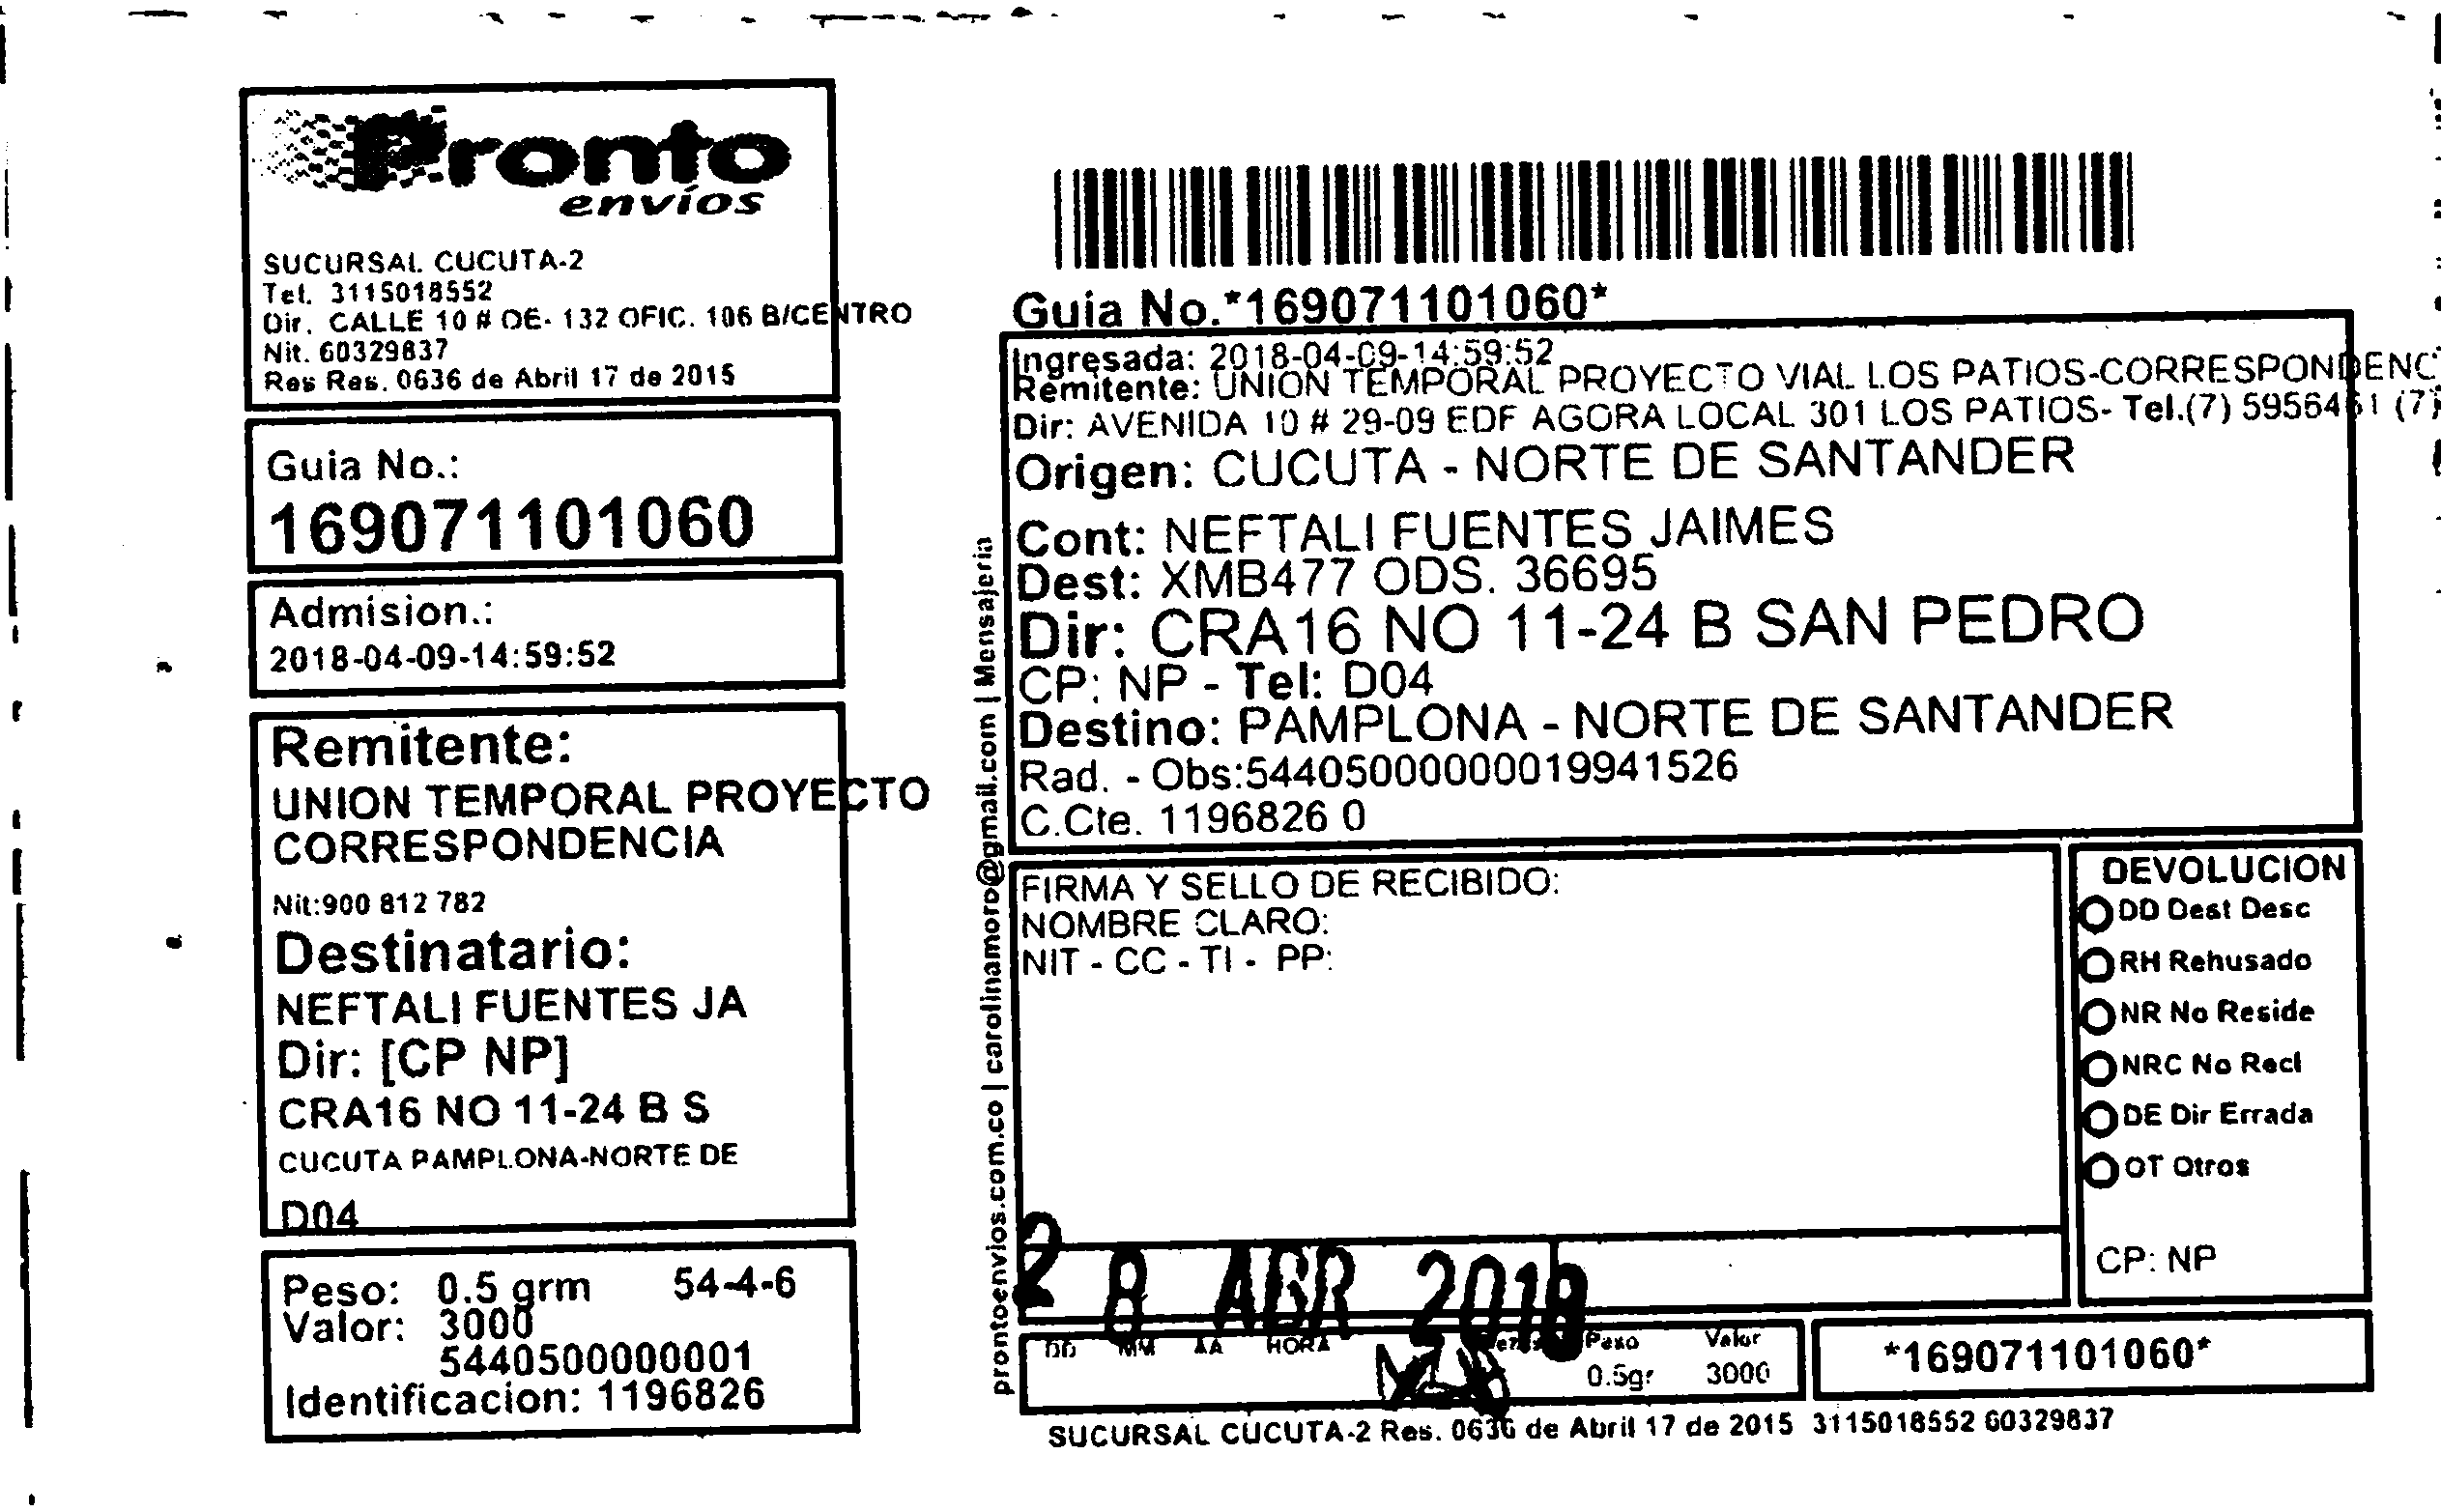 Pronto
envíos
SUCURSAL CUCUTA-2
Tel. 3115018552
Dir. CALLE 10 # OE- 132 OFIC. 106 B/CENTRO
Nit. 60329837
Res Res. 0636 de Abril 17 de 2015
Guia No.:
169071101060
Admision.:
2018-04-09-14:59:52
Remitente:
UNION TEMPORAL PROYECTO
CORRESPONDENCIA
Nit:900 812 782
Destinatario:
NEFTALI FUENTES JA
Dir: [CP NP]
CRA16 NO 11-24 B S
CUCUTA PAMPLONA-NORTE DE
D04
Peso: 0.5 grm 54-4-6
Valor: 3000
5440500000001
Identificacion: 1196826
prontoenvios.com.co | carolinamoro@gmail.com | Mensajeria
Guia No.*169071101060*
Ingresada: 2018-04-09-14:59:52
Remitente: UNION TEMPORAL PROYECTO VIAL LOS PATIOS-CORRESPONDENC
Dir: AVENIDA 10 # 29-09 EDF AGORA LOCAL 301 LOS PATIOS- Tel.(7) 5956451 (7)
Origen: CUCUTA - NORTE DE SANTANDER
Cont: NEFTALI FUENTES JAIMES
Dest: XMB477 ODS. 36695
Dir: CRA16 NO 11-24 B SAN PEDRO
CP: NP - Tel: D04
Destino: PAMPLONA - NORTE DE SANTANDER
Rad. - Obs:544050000000019941526
C.Cte. 1196826 0
FIRMA Y SELLO DE RECIBIDO:
NOMBRE CLARO:
NIT - CC - TI - PP:
DEVOLUCION
DD Dest Desc
RH Rehusado
NR No Reside
NRC No Recl
DE Dir Errada
OT Otros
CP: NP
28 ABR 2018
DD MM AA HORA Peso Valor
0.5gr 3000
*169071101060*
SUCURSAL CUCUTA-2 Res. 0636 de Abril 17 de 2015 3115018552 60329837